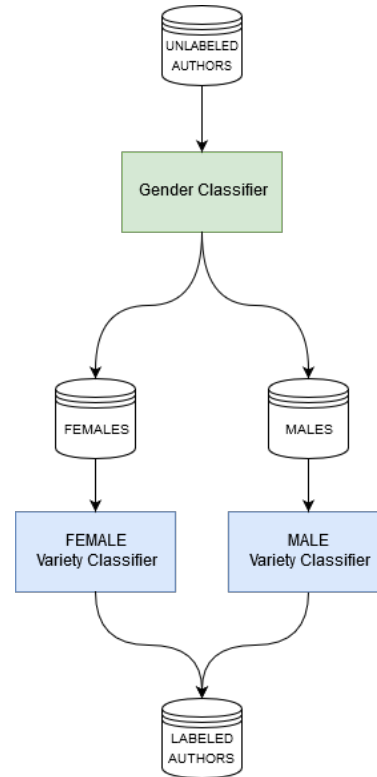 UNLABELED
AUTHORS
Gender Classifier
FEMALES
MALES
FEMALE
Variety Classifier
MALE
Variety Classifier
LABELED
AUTHORS